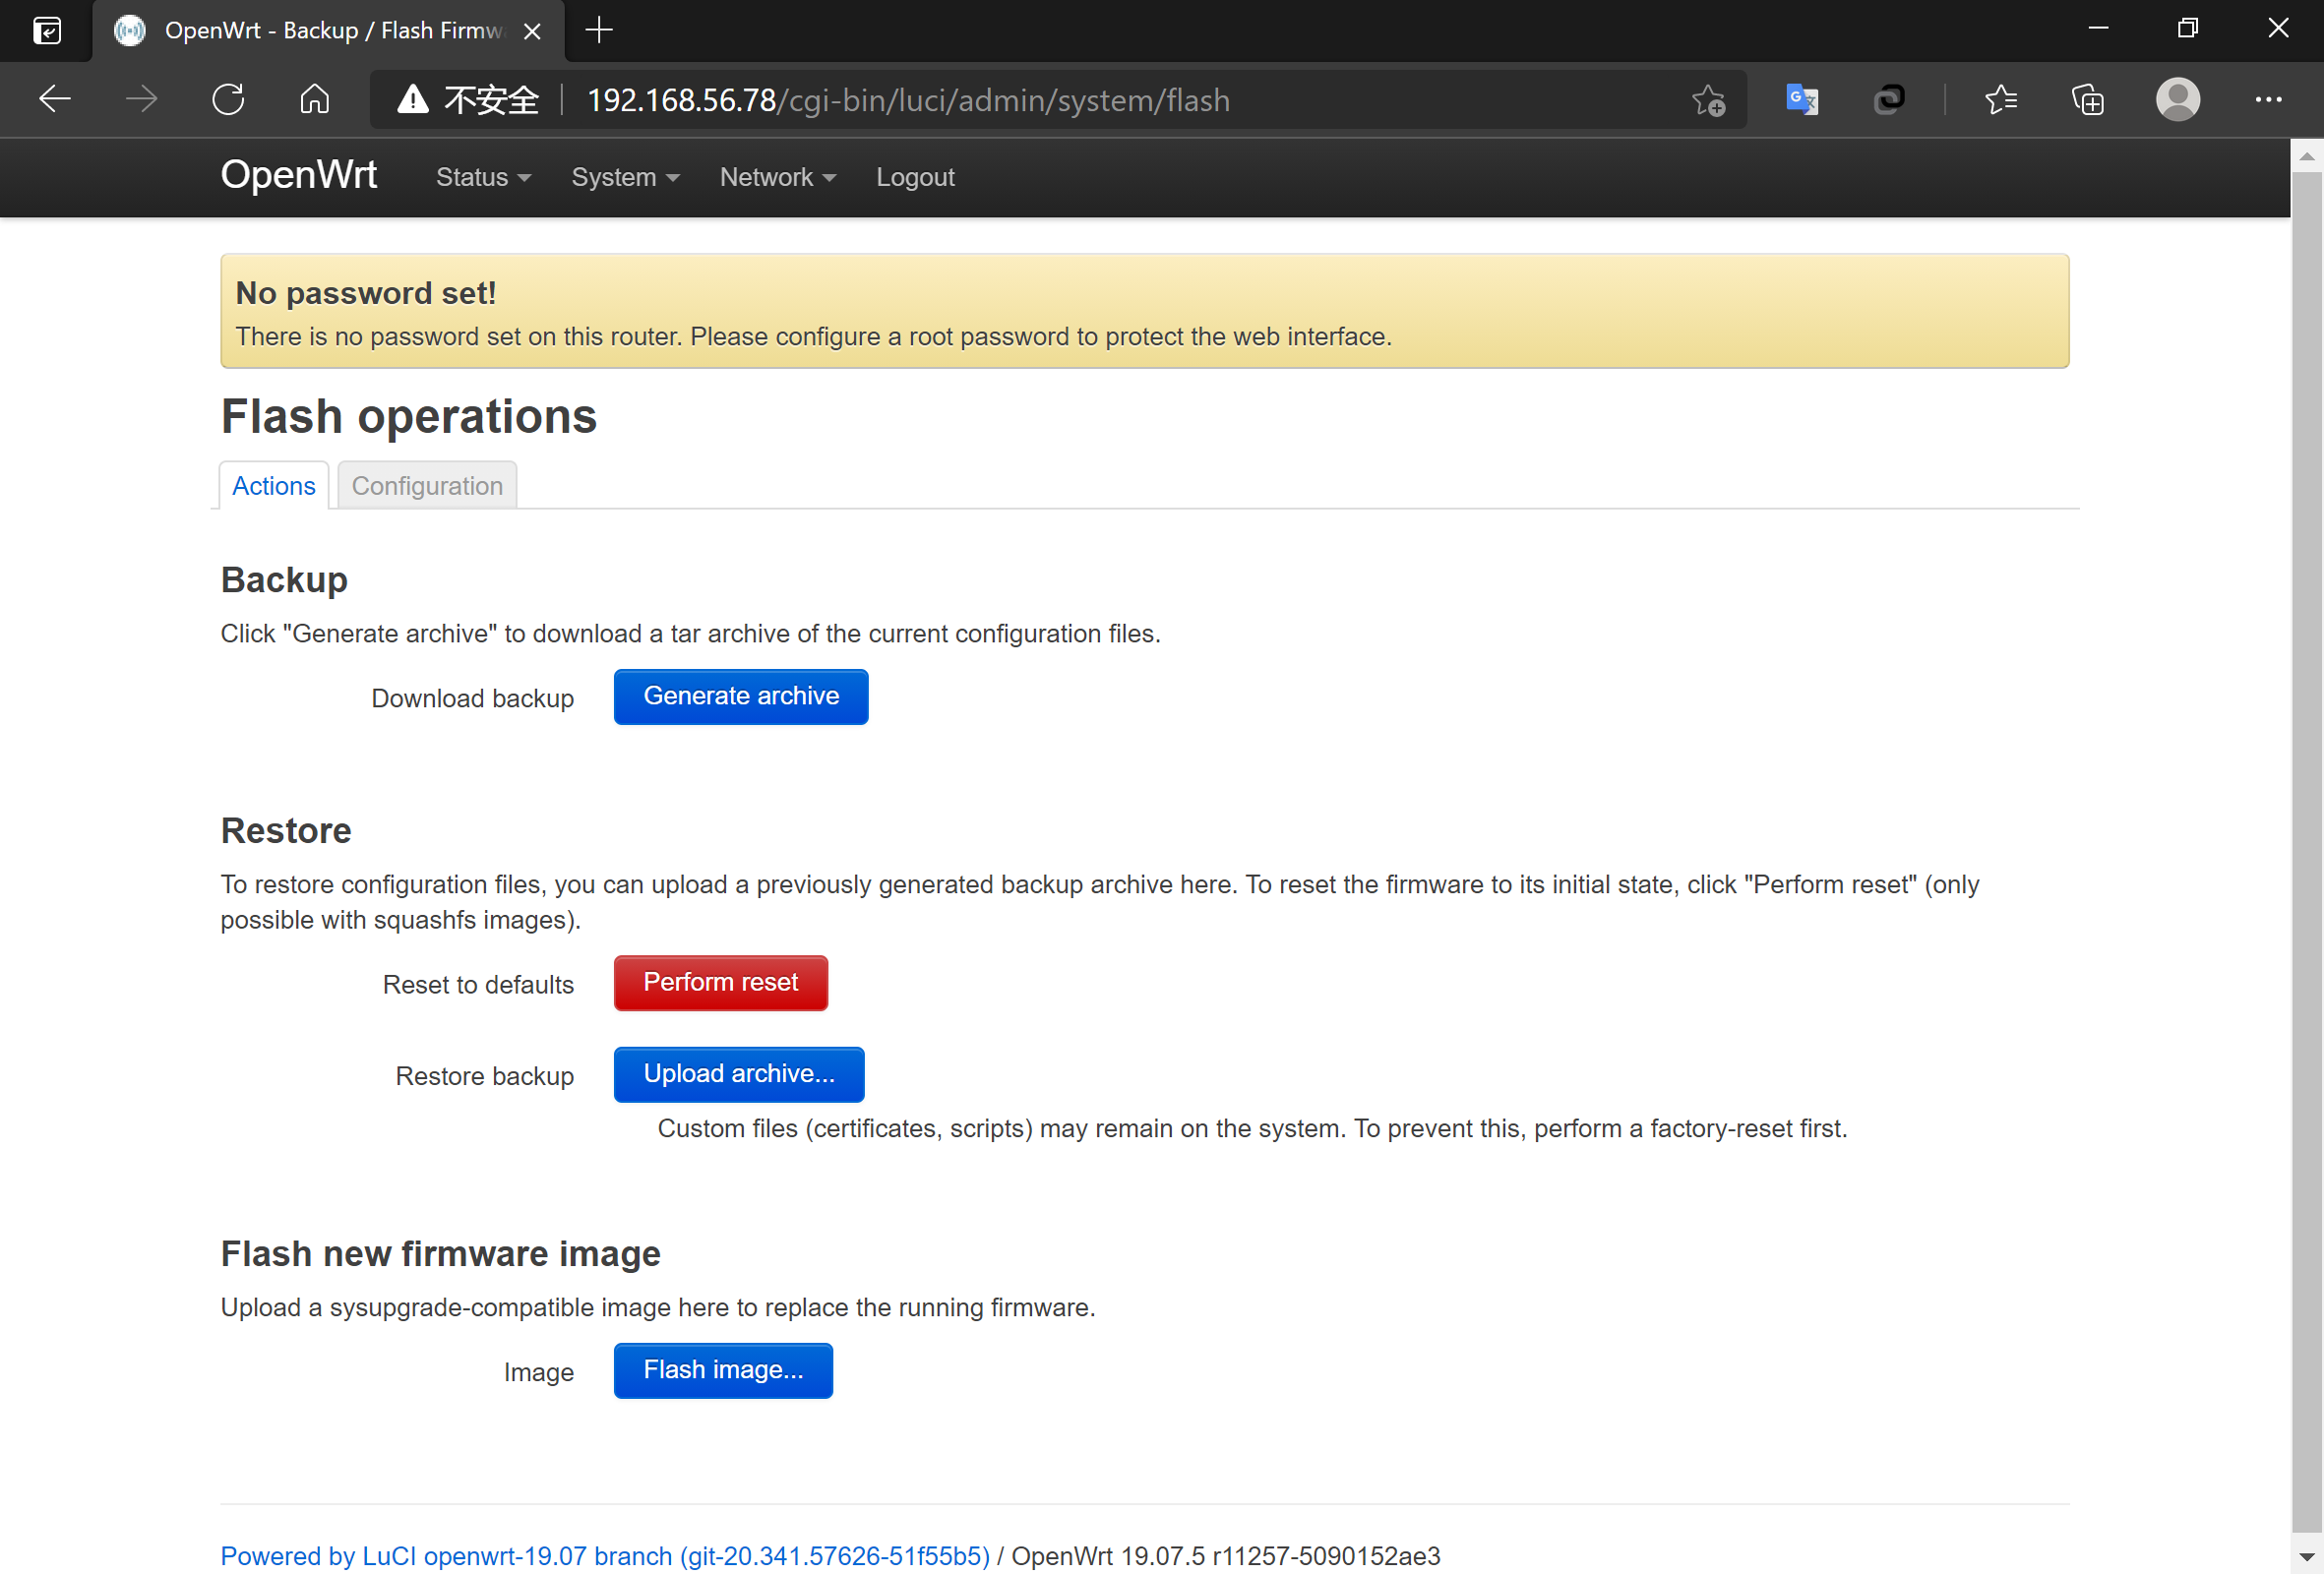 OpenWrt - Backup / Flash Firmw
不安全 192.168.56.78/cgi-bin/luci/admin/system/flash
OpenWrt Status System Network Logout
No password set!
There is no password set on this router. Please configure a root password to protect the web interface.
Flash operations
Actions Configuration
Backup
Click "Generate archive" to download a tar archive of the current configuration files.
Download backup Generate archive
Restore
To restore configuration files, you can upload a previously generated backup archive here. To reset the firmware to its initial state, click "Perform reset" (only
possible with squashfs images).
Reset to defaults Perform reset
Restore backup Upload archive...
Custom files (certificates, scripts) may remain on the system. To prevent this, perform a factory-reset first.
Flash new firmware image
Upload a sysupgrade-compatible image here to replace the running firmware.
Image Flash image...
Powered by LuCI openwrt-19.07 branch (git-20.341.57626-51f55b5) / OpenWrt 19.07.5 r11257-5090152ae3